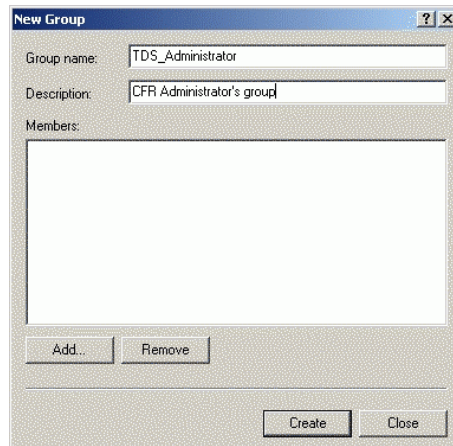 New Group
Group name: TDS_Administrator
Description: CFR Administrator's group
Members:
Add... Remove
Create Close